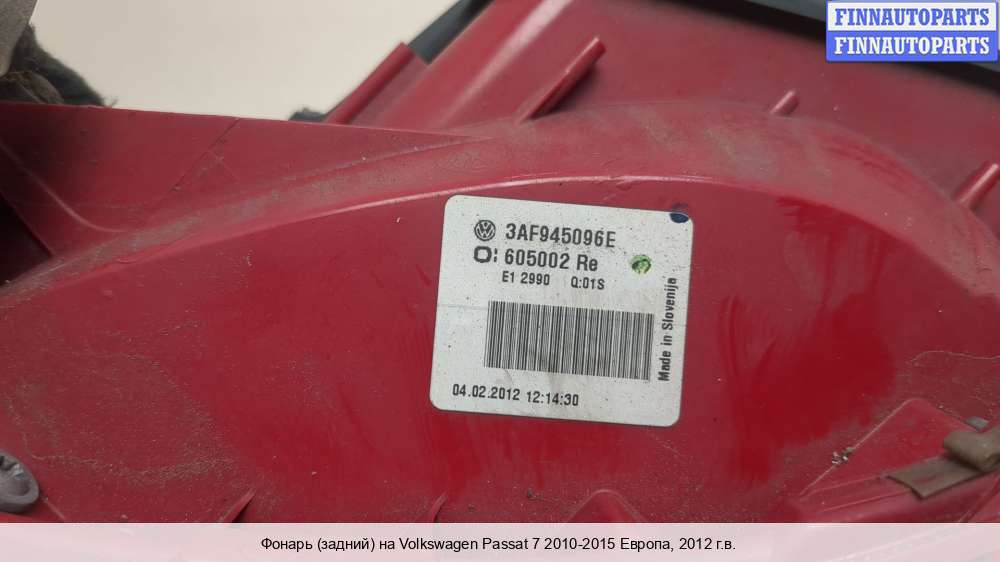 FINNAUTOPARTS
FINNAUTOPARTS
3AF945096E
O: 605002 Re
E1 2990 Q:01S
Made in Slovenija
04.02.2012 12:14:30
Фонарь (задний) на Volkswagen Passat 7 2010-2015 Европа, 2012 г.в.